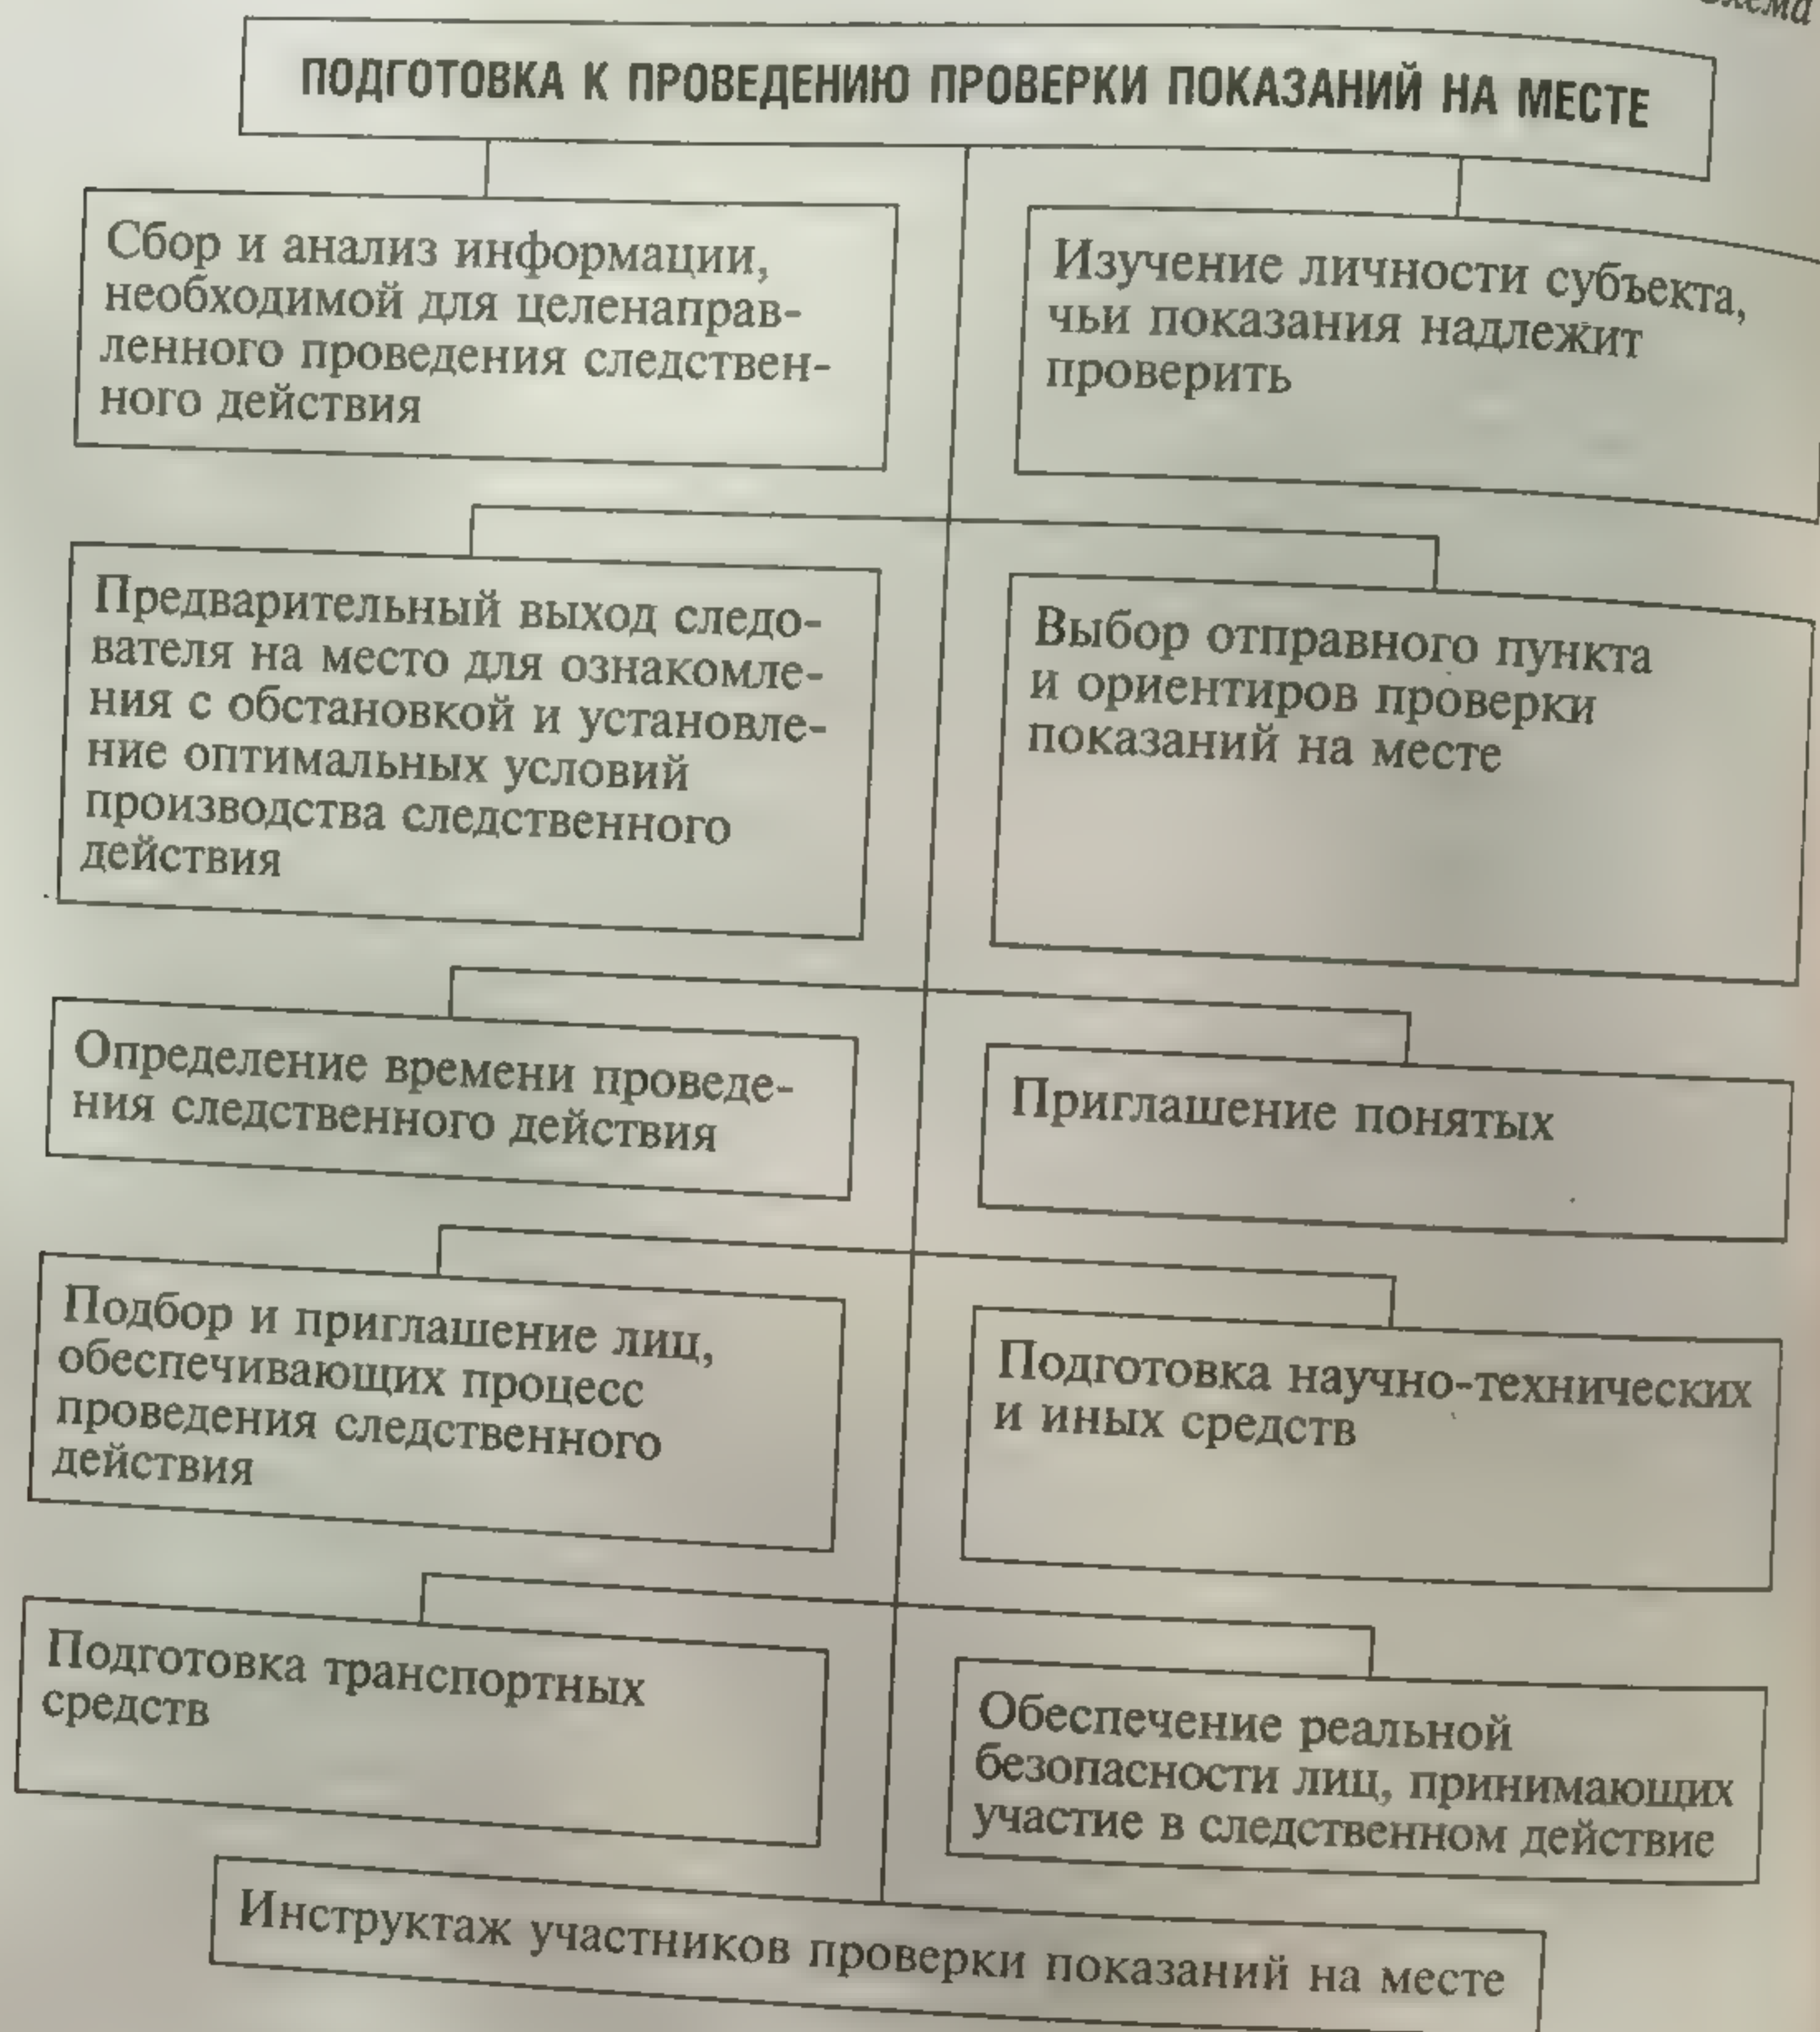 Схема
ПОДГОТОВКА К ПРОВЕДЕНИЮ ПРОВЕРКИ ПОКАЗАНИЙ НА МЕСТЕ
Сбор и анализ информации,
необходимой для целенаправ-
ленного проведения следствен-
ного действия
Изучение личности субъекта,
чьи показания надлежит
проверить
Предварительный выход следо-
вателя на место для ознакомле-
ния с обстановкой и установле-
ние оптимальных условий
производства следственного
действия
Выбор отправного пункта
и ориентиров проверки
показаний на месте
Определение времени проведе-
ния следственного действия
Приглашение понятых
Подбор и приглашение лиц,
обеспечивающих процесс
проведения следственного
действия
Подготовка научно-технических
и иных средств
Подготовка транспортных
средств
Обеспечение реальной
безопасности лиц, принимающих
участие в следственном действие
Инструктаж участников проверки показаний на месте